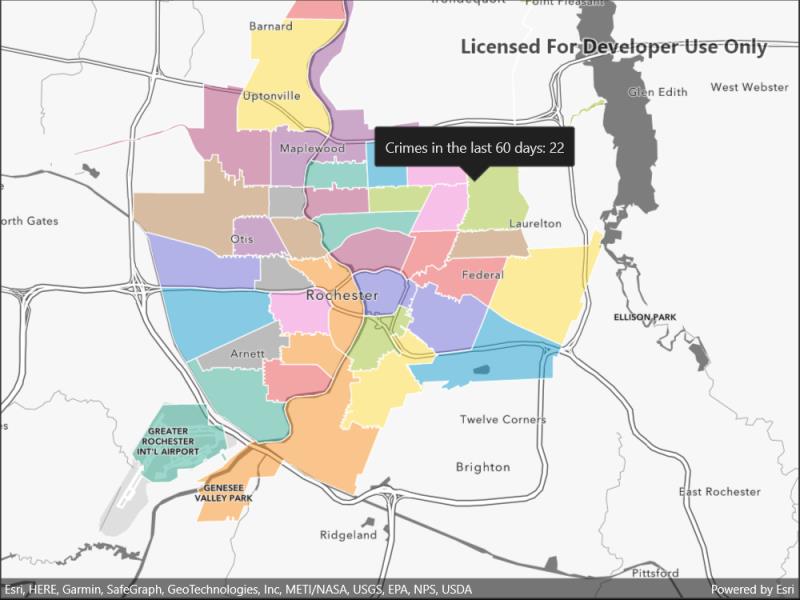 Point Pleasant
Barnard
Licensed For Developer Use Only
Glen Edith
West Webster
Uptonville
Maplewood
Crimes in the last 60 days: 22
orth Gates
Laurelton
Otis
Federal
Rochester
ELLISON PARK
Arnett
Twelve Corners
GREATER
ROCHESTER
INT'L AIRPORT
Brighton
GENESEE
VALLEY PARK
East Rochester
Ridgeland
Pittsford
Esri, HERE, Garmin, SafeGraph, GeoTechnologies, Inc, METI/NASA, USGS, EPA, NPS, USDA
Powered by Esri